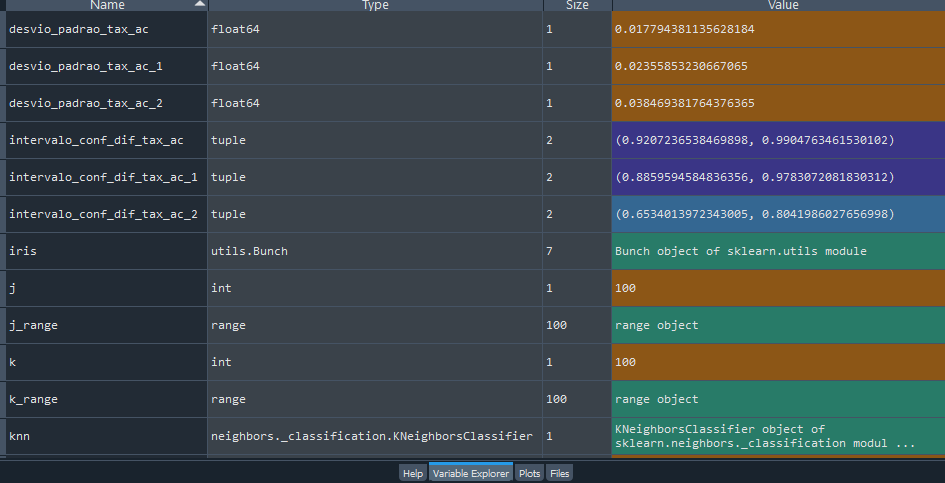 Name Type Size Value
desvio_padrao_tax_ac float64 1 0.017794381135628184
desvio_padrao_tax_ac_1 float64 1 0.02355853230667065
desvio_padrao_tax_ac_2 float64 1 0.038469381764376365
intervalo_conf_dif_tax_ac tuple 2 (0.9207236538469898, 0.9904763461530102)
intervalo_conf_dif_tax_ac_1 tuple 2 (0.8859594584836356, 0.9783072081830312)
intervalo_conf_dif_tax_ac_2 tuple 2 (0.6534013972343005, 0.8041986027656998)
iris utils.Bunch 7 Bunch object of sklearn.utils module
j int 1 100
j_range range 100 range object
k int 1 100
k_range range 100 range object
knn neighbors._classification.KNeighborsClassifier 1 KNeighborsClassifier object of
sklearn.neighbors._classification modul ...
Help Variable Explorer Plots Files